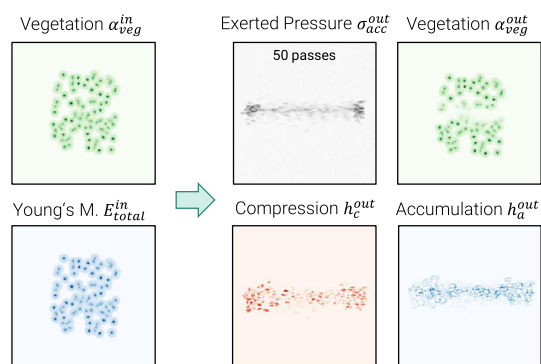 Vegetation α_veg^in
Exerted Pressure σ_acc^out
Vegetation α_veg^out
50 passes
Young's M. E_total^in
Compression h_c^out
Accumulation h_a^out